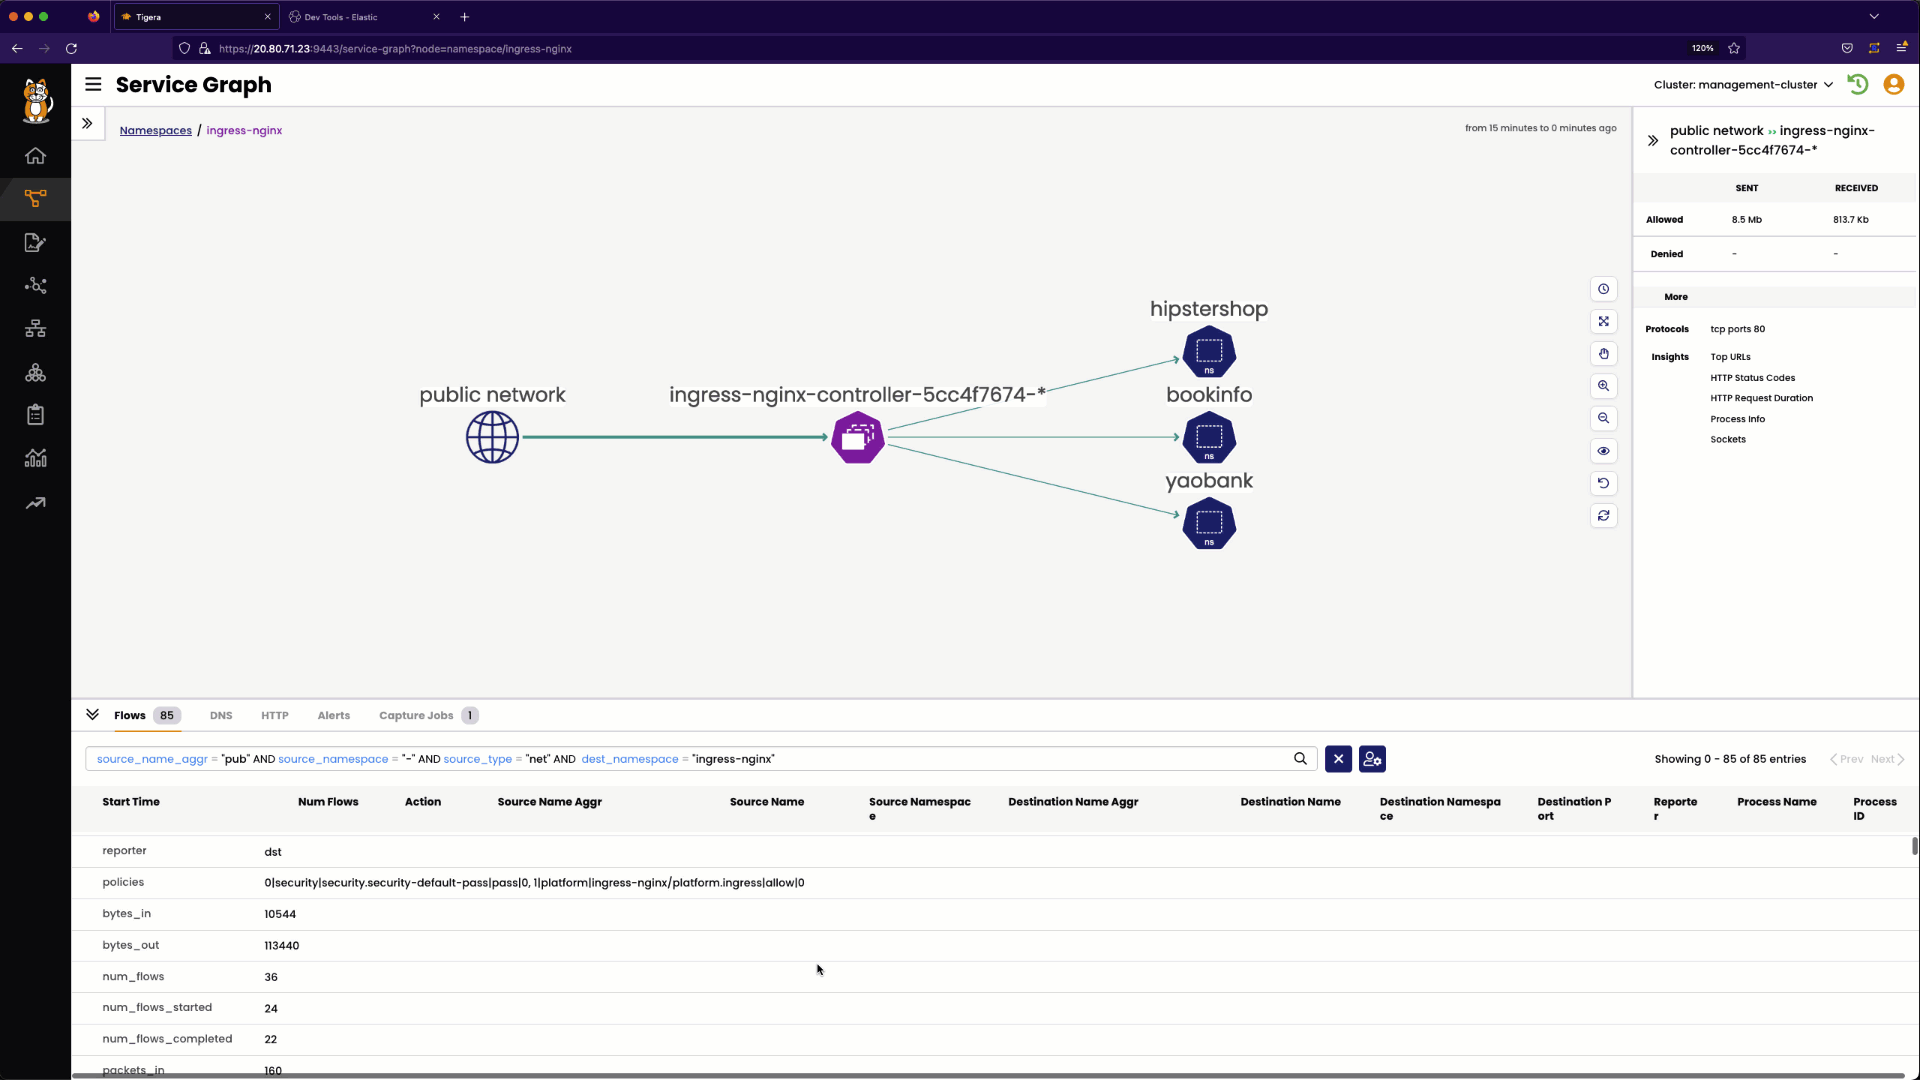 Tigera
Dev Tools - Elastic
https://20.80.71.23:9443/service-graph?node=namespace/ingress-nginx
120%
Service Graph
Cluster: management-cluster
Namespaces / ingress-nginx
from 15 minutes to 0 minutes ago
public network
ingress-nginx-controller-5cc4f7674-*
hipstershop
ns
bookinfo
ns
yaobank
ns
public network ›› ingress-nginx-
controller-5cc4f7674-*
SENT RECEIVED
Allowed 8.5 Mb 813.7 Kb
Denied - -
More
Protocols tcp ports 80
Insights Top URLs
HTTP Status Codes
HTTP Request Duration
Process Info
Sockets
Flows 85 DNS HTTP Alerts Capture Jobs 1
source_name_aggr = "pub" AND source_namespace = "-" AND source_type = "net" AND dest_namespace = "ingress-nginx"
Showing 0 - 85 of 85 entries
Prev Next
Start Time Num Flows Action Source Name Aggr Source Name Source Namespac
e Destination Name Aggr Destination Name Destination Namespa
ce Destination P
ort Reporte
r Process Name Process
ID
reporter dst
policies 0|security|security.security-default-pass|pass|0, 1|platform|ingress-nginx/platform.ingress|allow|0
bytes_in 10544
bytes_out 113440
num_flows 36
num_flows_started 24
num_flows_completed 22
packets_in 160